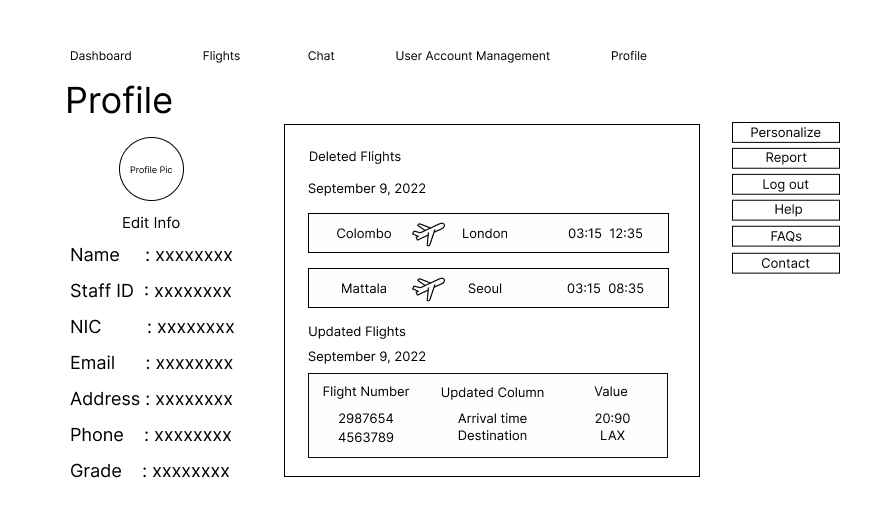 Dashboard Flights Chat User Account Management Profile
Profile
Profile Pic
Edit Info
Name : xxxxxxxx
Staff ID : xxxxxxxx
NIC : xxxxxxxx
Email : xxxxxxxx
Address : xxxxxxxx
Phone : xxxxxxxx
Grade : xxxxxxxx
Deleted Flights
September 9, 2022
Colombo London 03:15 12:35
Mattala Seoul 03:15 08:35
Updated Flights
September 9, 2022
Flight Number Updated Column Value
2987654 Arrival time 20:90
4563789 Destination LAX
Personalize
Report
Log out
Help
FAQs
Contact